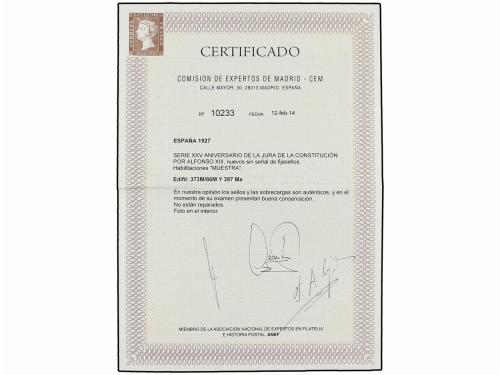 CERTIFICADO
COMISION DE EXPERTOS DE MADRID - CEM
CALLE MAYOR, 30. 28013 MADRID. ESPAÑA
Nº 10233 FECHA 12-feb-14
ESPAÑA 1927
SERIE XXV ANIVERSARIO DE LA JURA DE LA CONSTITUCIÓN
POR ALFONSO XIII, nuevos sin señal de fijasellos.
Habilitaciones "MUESTRA".
Edifil: 373M/86M Y 387 Ma
En nuestra opinión los sellos y las sobrecargas son auténticos, y en el
momento de su examen presentan buena conservación.
No están reparados.
Foto en el interior.
MIEMBRO DE LA ASOCIACION NACIONAL DE EXPERTOS EN FILATELIA
E HISTORIA POSTAL. ANEF